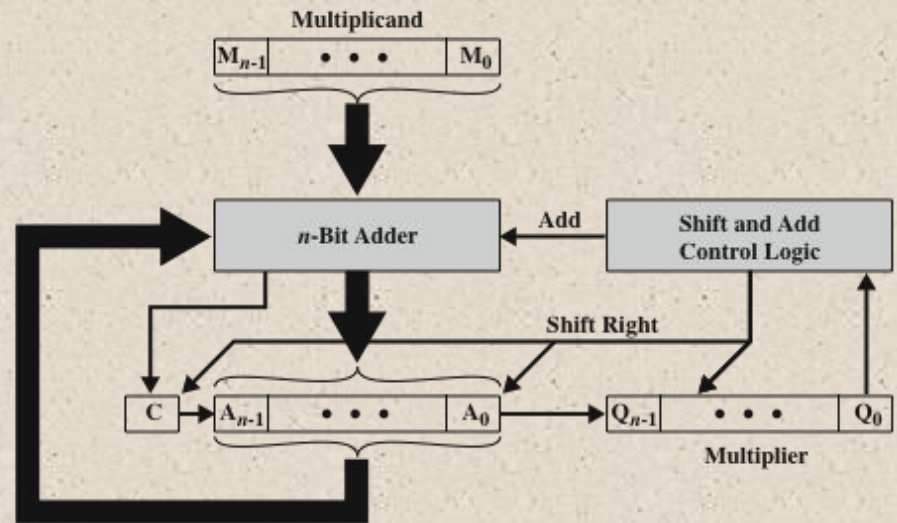 Multiplicand
Mn-1 • • • M0
n-Bit Adder
Add
Shift and Add
Control Logic
Shift Right
C
An-1 • • • A0
Qn-1 • • • Q0
Multiplier